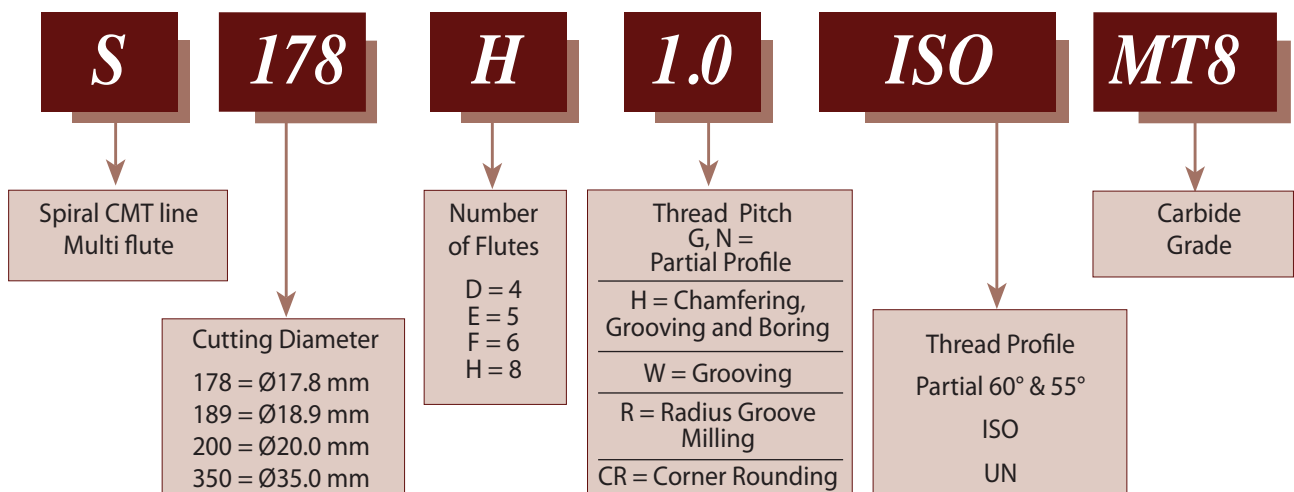 S 178 H 1.0 ISO MT8
Spiral CMT line
Multi flute
Cutting Diameter
178 = Ø17.8 mm
189 = Ø18.9 mm
200 = Ø20.0 mm
350 = Ø35.0 mm
Number
of Flutes
D = 4
E = 5
F = 6
H = 8
Thread Pitch
G, N =
Partial Profile
H = Chamfering,
Grooving and Boring
W = Grooving
R = Radius Groove
Milling
CR = Corner Rounding
Thread Profile
Partial 60° & 55°
ISO
UN
Carbide
Grade